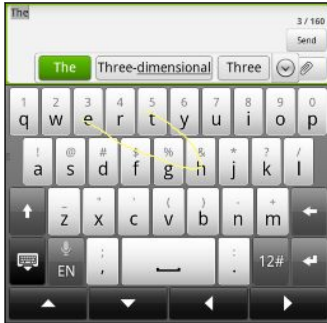 The
3 / 160
Send
The Three-dimensional Three
1 2 3 4 5 6 7 8 9 0
q w e r t y u i o p
! @ # $ % & * ? /
a s d f g h j k l
- ' ( ) " +
z x c v b n m
EN ; , : . 12#